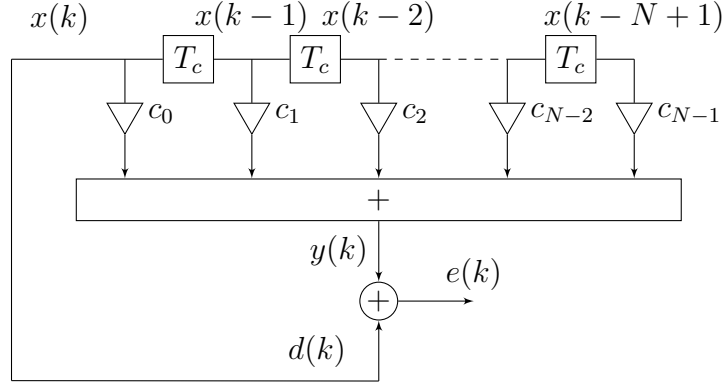 x(k) x(k − 1) x(k − 2) x(k − N + 1)
T_c T_c T_c
c_0 c_1 c_2 c_{N−2} c_{N−1}
+
y(k)
e(k)
+
d(k)